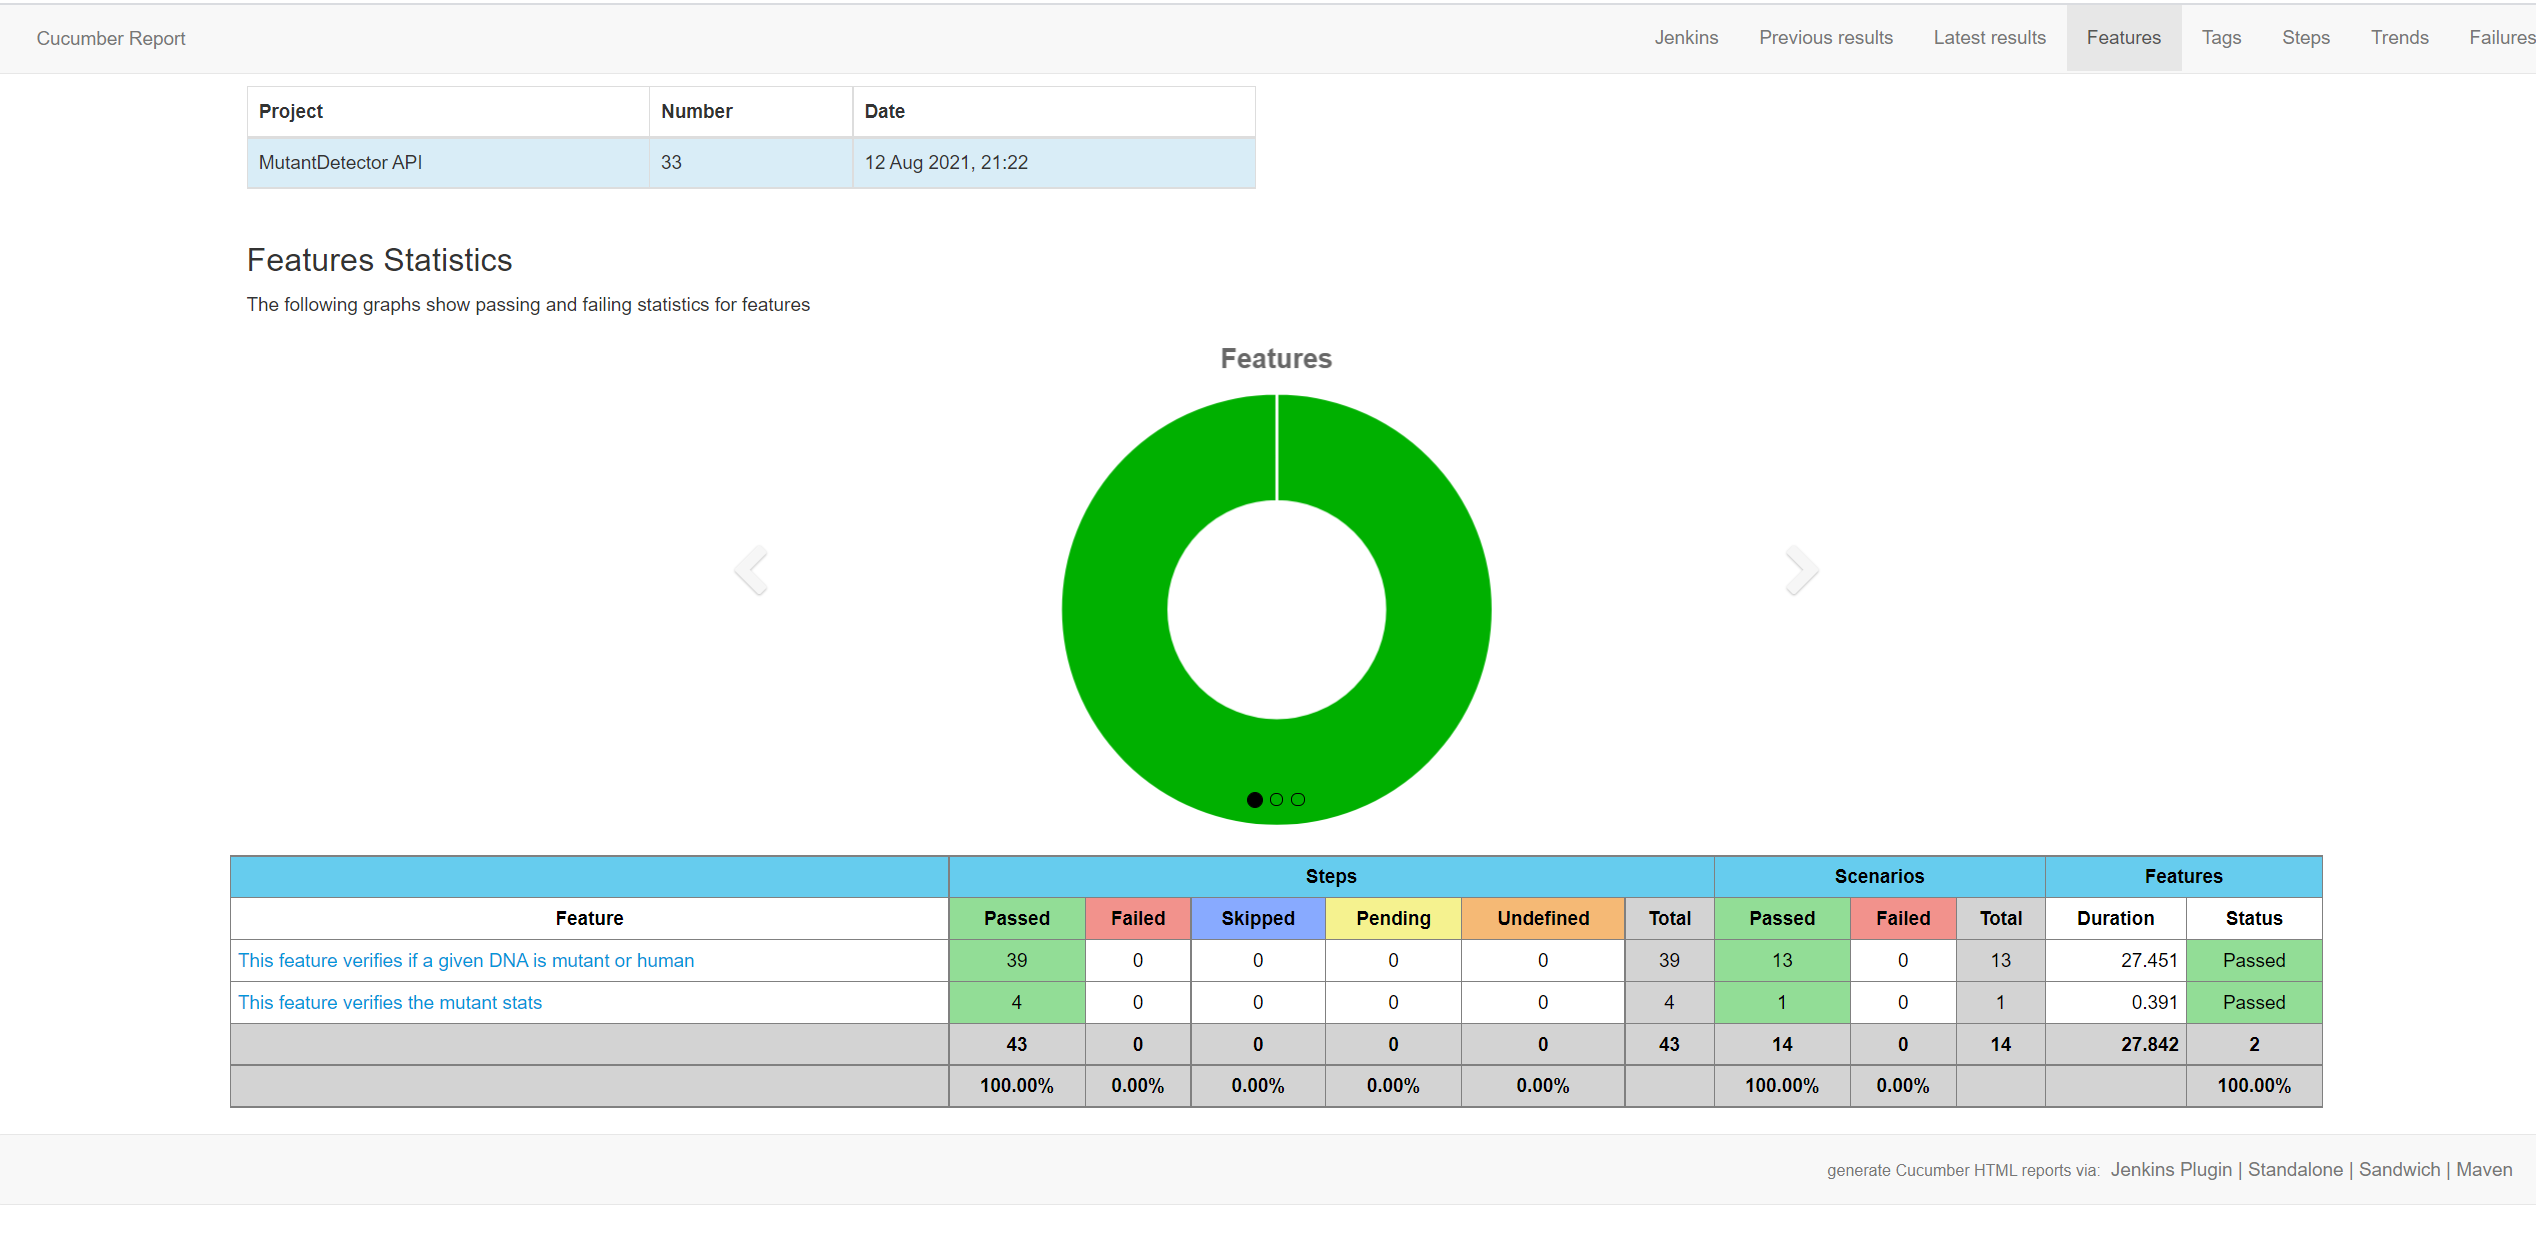 Cucumber Report Jenkins Previous results Latest results Features Tags Steps Trends Failures
Project Number Date
MutantDetector API 33 12 Aug 2021, 21:22
Features Statistics
The following graphs show passing and failing statistics for features
Features
Steps Scenarios Features
Feature Passed Failed Skipped Pending Undefined Total Passed Failed Total Duration Status
This feature verifies if a given DNA is mutant or human 39 0 0 0 0 39 13 0 13 27.451 Passed
This feature verifies the mutant stats 4 0 0 0 0 4 1 0 1 0.391 Passed
43 0 0 0 0 43 14 0 14 27.842 2
100.00% 0.00% 0.00% 0.00% 0.00% 100.00% 0.00% 100.00%
generate Cucumber HTML reports via: Jenkins Plugin | Standalone | Sandwich | Maven